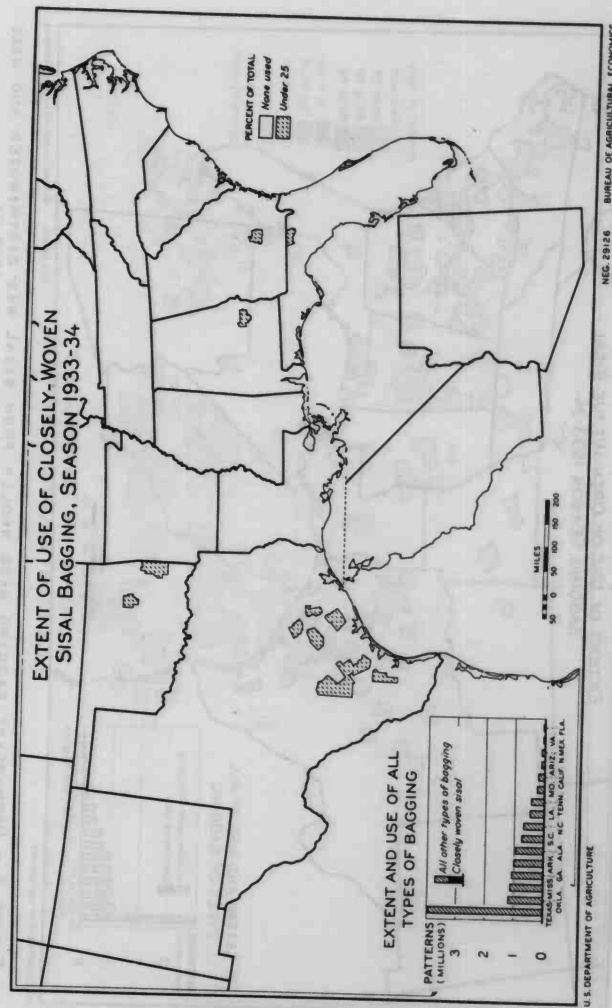 EXTENT OF USE OF CLOSELY-WOVEN
SISAL BAGGING, SEASON 1933-34
PERCENT OF TOTAL
None used
Under 25
EXTENT AND USE OF ALL
TYPES OF BAGGING
PATTERNS
(MILLIONS)
All other types of bagging
Closely woven sisal
3
2
1
0
TEXAS MISS. ARK. S.C. LA. MO. ARIZ. VA.
OKLA. GA. ALA. N.C. TENN. CALIF. N.MEX. FLA.
MILES
50 0 50 100 150 200
U.S. DEPARTMENT OF AGRICULTURE
NEG. 29126 BUREAU OF AGRICULTURAL ECONOMICS